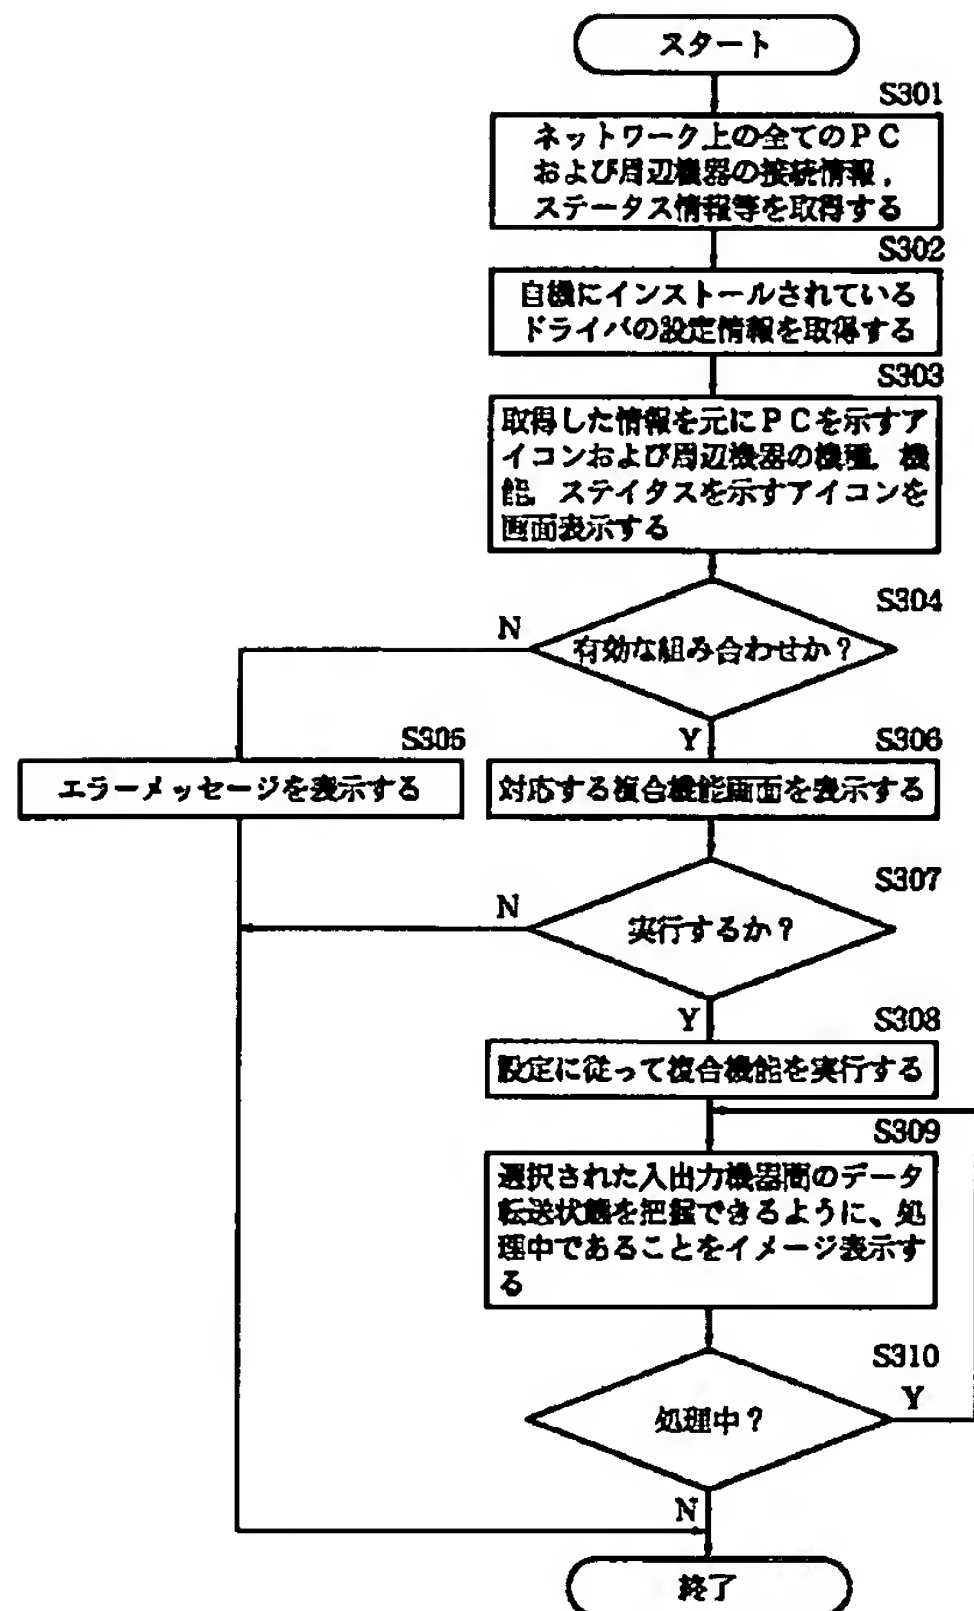 スタート
S301
ネットワーク上の全てのPC
および周辺機器の接続情報,
ステータス情報等を取得する
S302
自機にインストールされている
ドライバの設定情報を取得する
S303
取得した情報を元にPCを示すア
イコンおよび周辺機器の機種, 機
能, ステイタスを示すアイコンを
画面表示する
S304
有効な組み合わせか?
N
Y
S305
エラーメッセージを表示する
S306
対応する複合機能画面を表示する
S307
実行するか?
N
Y
S308
設定に従って複合機能を実行する
S309
選択された入出力機器間のデータ
転送状態を把握できるように、処
理中であることをイメージ表示す
る
S310
処理中?
Y
N
終了